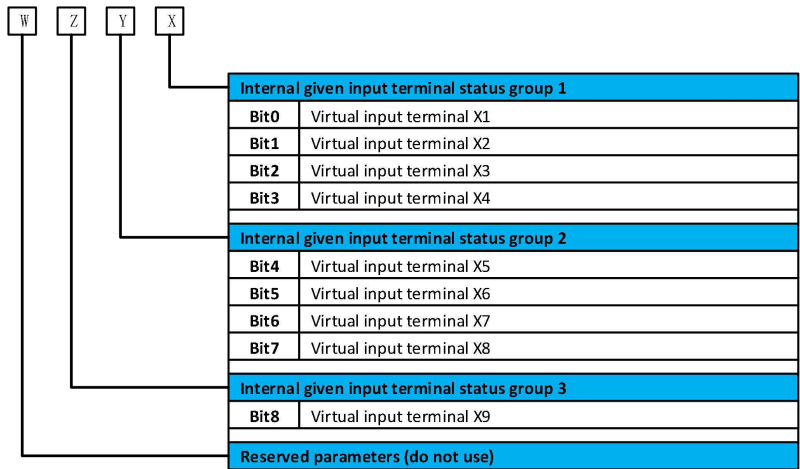 W Z Y X
Internal given input terminal status group 1
Bit0 Virtual input terminal X1
Bit1 Virtual input terminal X2
Bit2 Virtual input terminal X3
Bit3 Virtual input terminal X4
Internal given input terminal status group 2
Bit4 Virtual input terminal X5
Bit5 Virtual input terminal X6
Bit6 Virtual input terminal X7
Bit7 Virtual input terminal X8
Internal given input terminal status group 3
Bit8 Virtual input terminal X9
Reserved parameters (do not use)